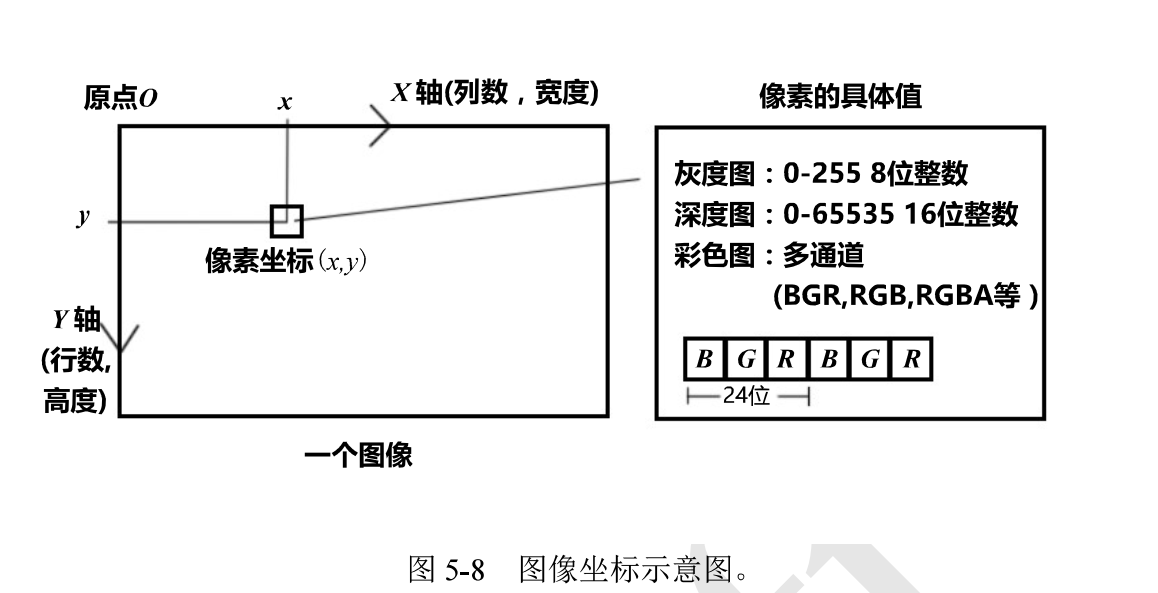 原点O
x
X 轴(列数，宽度)
像素的具体值
y
像素坐标(x,y)
Y 轴
(行数,
高度)
一个图像
灰度图：0-255 8位整数
深度图：0-65535 16位整数
彩色图：多通道
(BGR,RGB,RGBA等 )
B G R B G R
24位
图 5-8 图像坐标示意图。